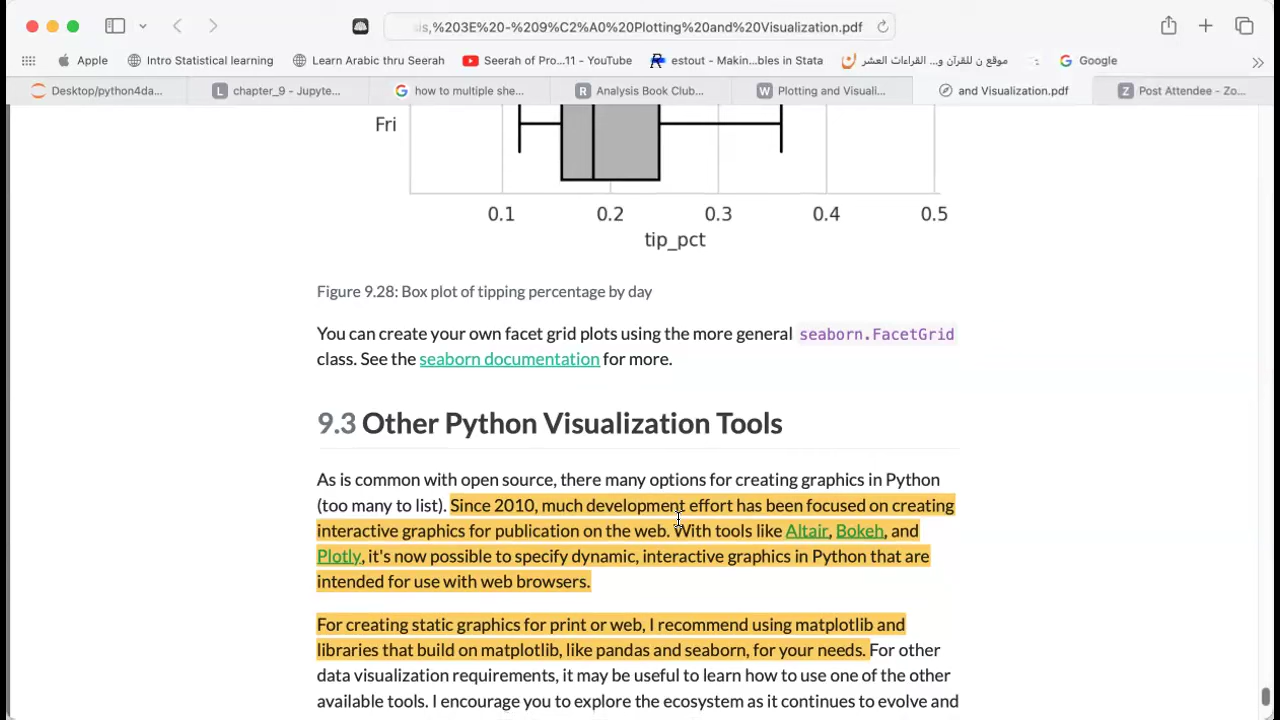 sis,%203E%20-%209%C2%A0%20Plotting%20and%20Visualization.pdf
Apple
Intro Statistical learning
Learn Arabic thru Seerah
Seerah of Pro...11 - YouTube
estout - Makin...bles in Stata
موقع ن للقرآن و... القراءات العشر
Google
Desktop/python4da...
chapter_9 - Jupyte...
how to multiple she...
Analysis Book Club...
Plotting and Visuali...
and Visualization.pdf
Post Attendee - Zo...
Fri
0.1 0.2 0.3 0.4 0.5
tip_pct
Figure 9.28: Box plot of tipping percentage by day
You can create your own facet grid plots using the more general seaborn.FacetGrid
class. See the seaborn documentation for more.
9.3 Other Python Visualization Tools
As is common with open source, there many options for creating graphics in Python
(too many to list). Since 2010, much development effort has been focused on creating
interactive graphics for publication on the web. With tools like Altair, Bokeh, and
Plotly, it's now possible to specify dynamic, interactive graphics in Python that are
intended for use with web browsers.
For creating static graphics for print or web, I recommend using matplotlib and
libraries that build on matplotlib, like pandas and seaborn, for your needs. For other
data visualization requirements, it may be useful to learn how to use one of the other
available tools. I encourage you to explore the ecosystem as it continues to evolve and